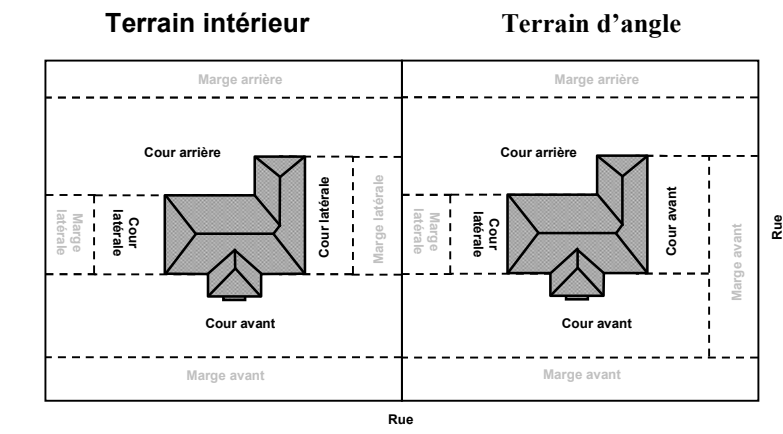 Terrain intérieur
Terrain d’angle
Marge arrière
Marge arrière
Cour arrière
Cour arrière
Marge
latérale
Cour
latérale
Cour latérale
Marge latérale
Marge
latérale
Cour
latérale
Cour avant
Marge avant
Rue
Cour avant
Cour avant
Marge avant
Marge avant
Rue